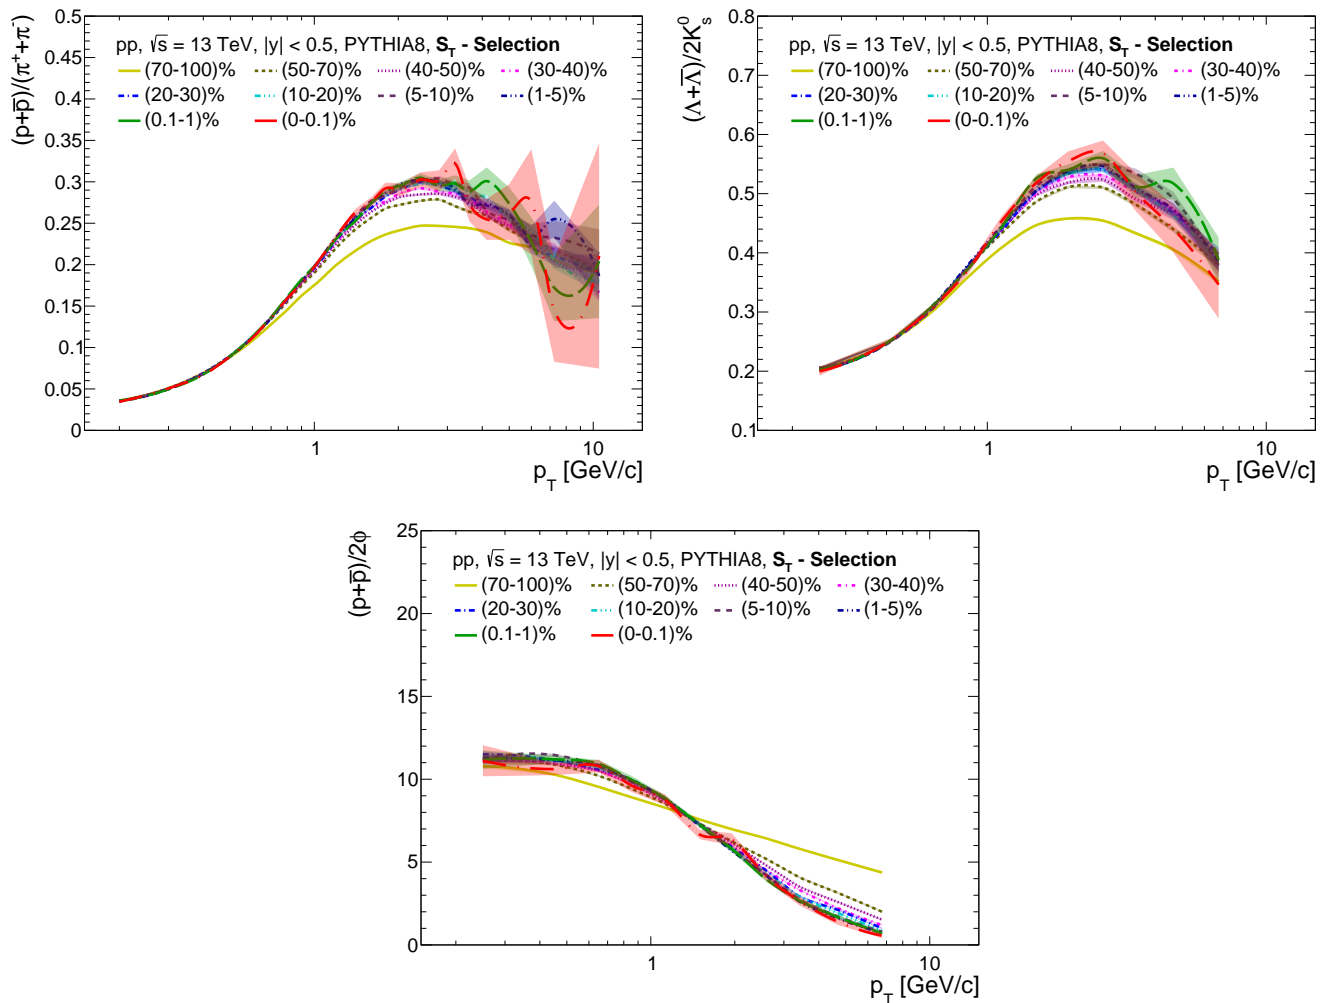 (p+p̅)/(π⁺+π⁻)
0.5
0.45
0.4
0.35
0.3
0.25
0.2
0.15
0.1
0.05
0
pp, √s = 13 TeV, |y| < 0.5, PYTHIA8, S_T - Selection
(70-100)% (50-70)% (40-50)% (30-40)%
(20-30)% (10-20)% (5-10)% (1-5)%
(0.1-1)% (0-0.1)%
1 10
p_T [GeV/c]
(Λ+Λ̅)/2K_s^0
0.8
0.7
0.6
0.5
0.4
0.3
0.2
0.1
pp, √s = 13 TeV, |y| < 0.5, PYTHIA8, S_T - Selection
(70-100)% (50-70)% (40-50)% (30-40)%
(20-30)% (10-20)% (5-10)% (1-5)%
(0.1-1)% (0-0.1)%
1 10
p_T [GeV/c]
(p+p̅)/2ϕ
25
20
15
10
5
0
pp, √s = 13 TeV, |y| < 0.5, PYTHIA8, S_T - Selection
(70-100)% (50-70)% (40-50)% (30-40)%
(20-30)% (10-20)% (5-10)% (1-5)%
(0.1-1)% (0-0.1)%
1 10
p_T [GeV/c]